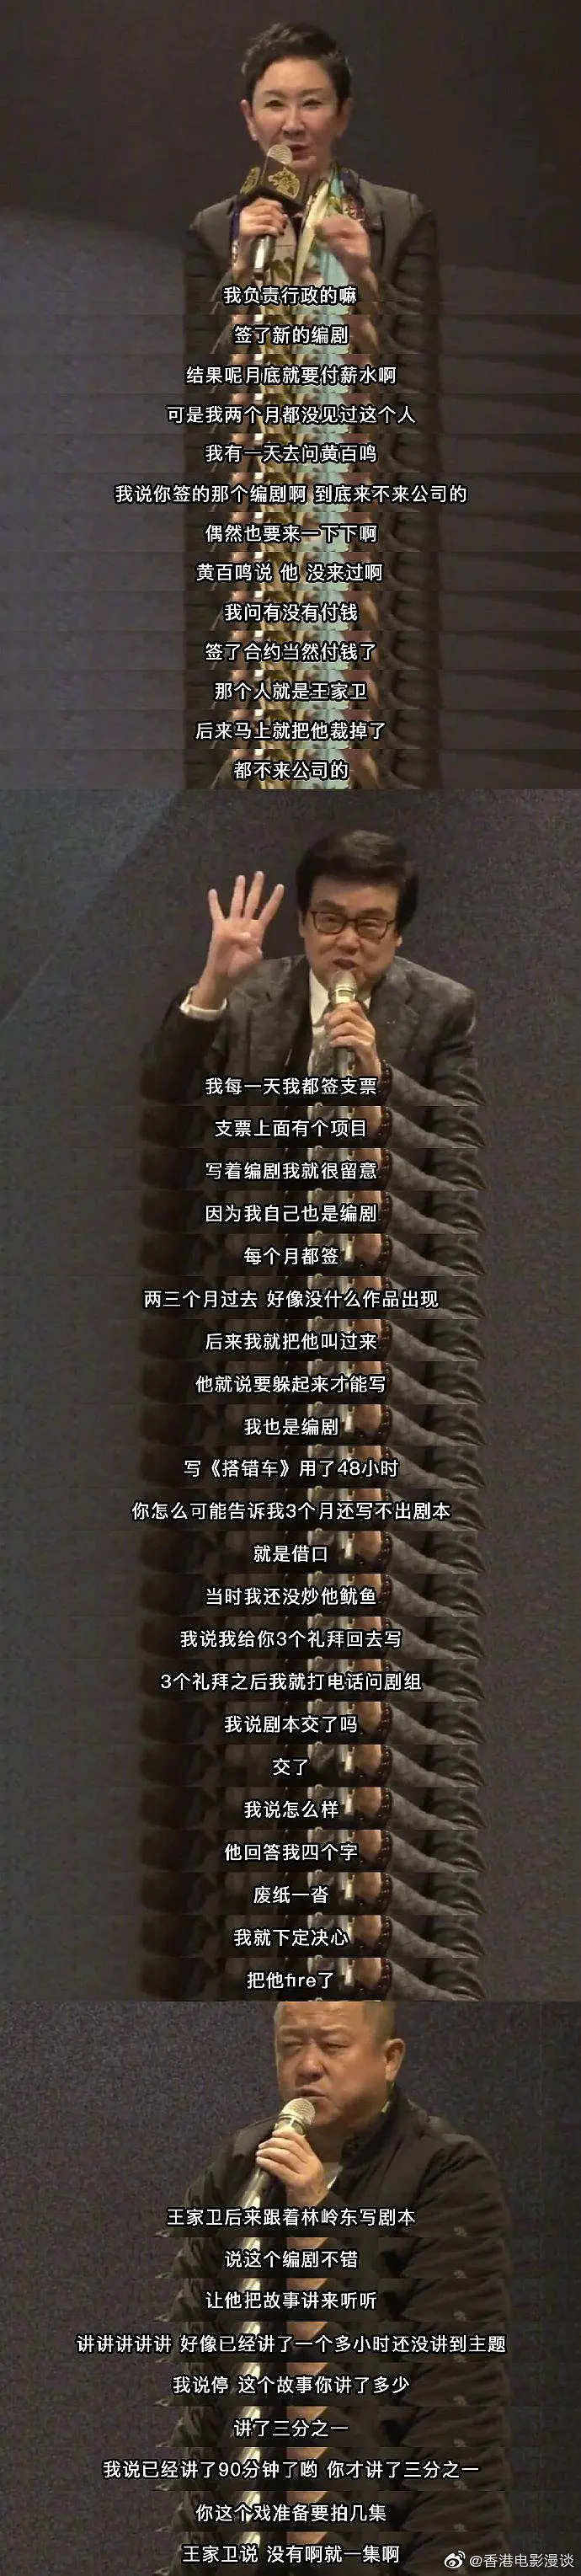 我负责行政的嘛
签了新的编剧
结果呢月底就要付薪水啊
可是我两个月都没见过这个人
我有一天去问黄百鸣
我说你签的那个编剧啊 到底来不来公司的
偶然也要来一下下啊
黄百鸣说 他 没来过啊
我问有没有付钱
签了合约当然付钱了
那个人就是王家卫
后来马上就把他裁掉了
都不来公司的
我每一天我都签支票
支票上面有个项目
写着编剧我就很留意
因为我自己也是编剧
每个月都签
两三个月过去 好像没什么作品出现
后来我就把他叫过来
他就说要躲起来才能写
我也是编剧
写《搭错车》用了48小时
你怎么可能告诉我3个月还写不出剧本
就是借口
当时我还没炒他鱿鱼
我说我给你3个礼拜回去写
3个礼拜之后我就打电话问剧组
我说剧本交了吗
交了
我说怎么样
他回答我四个字
废纸一沓
我就下定决心
把他fire了
王家卫后来跟着林岭东写剧本
说这个编剧不错
让他把故事讲来听听
讲讲讲讲讲 好像已经讲了一个多小时还没讲到主题
我说停 这个故事你讲了多少
讲了三分之一
我说已经讲了90分钟了哟 你才讲了三分之一
你这个戏准备要拍几集
王家卫说 没有啊就一集啊
@香港电影漫谈